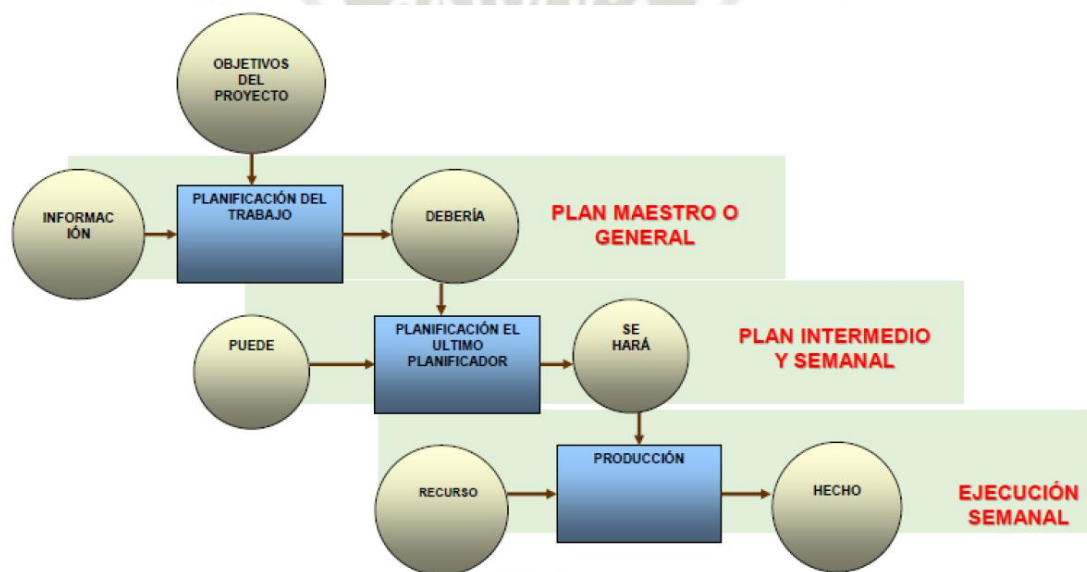 OBJETIVOS
DEL
PROYECTO
INFORMAC
IÓN
PLANIFICACIÓN DEL
TRABAJO
DEBERÍA
PLAN MAESTRO O
GENERAL
PUEDE
PLANIFICACIÓN EL
ULTIMO
PLANIFICADOR
SE
HARÁ
PLAN INTERMEDIO
Y SEMANAL
RECURSO
PRODUCCIÓN
HECHO
EJECUCIÓN
SEMANAL